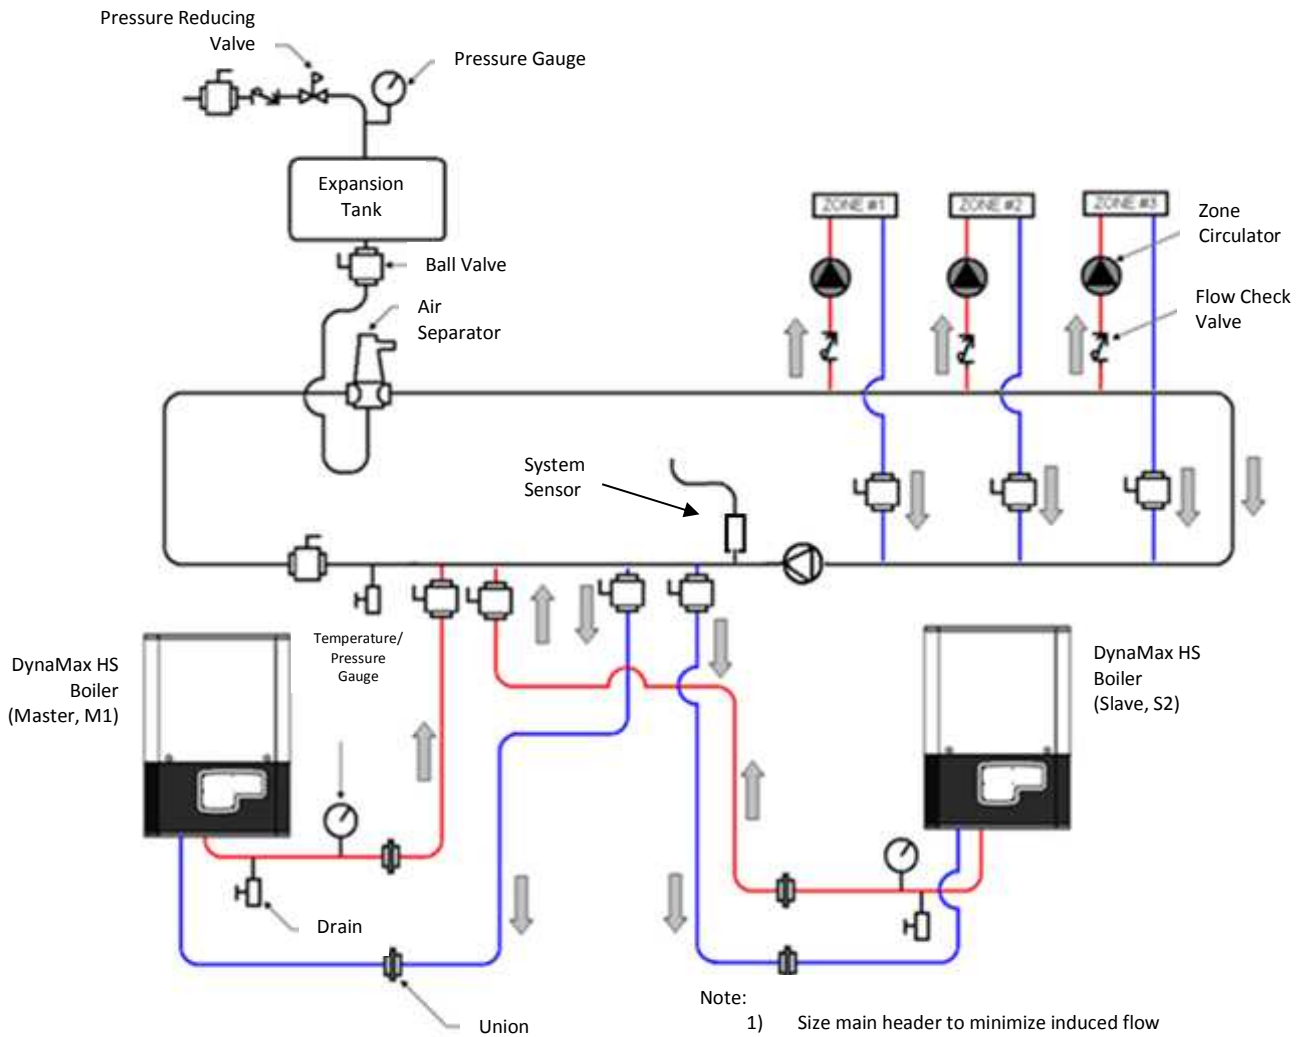 Pressure Reducing
Valve
Pressure Gauge
Expansion
Tank
Ball Valve
Air
Separator
ZONE #1
ZONE #2
ZONE #3
Zone
Circulator
Flow Check
Valve
System
Sensor
Temperature/
Pressure
Gauge
DynaMax HS
Boiler
(Master, M1)
DynaMax HS
Boiler
(Slave, S2)
Drain
Union
Note:
1) Size main header to minimize induced flow